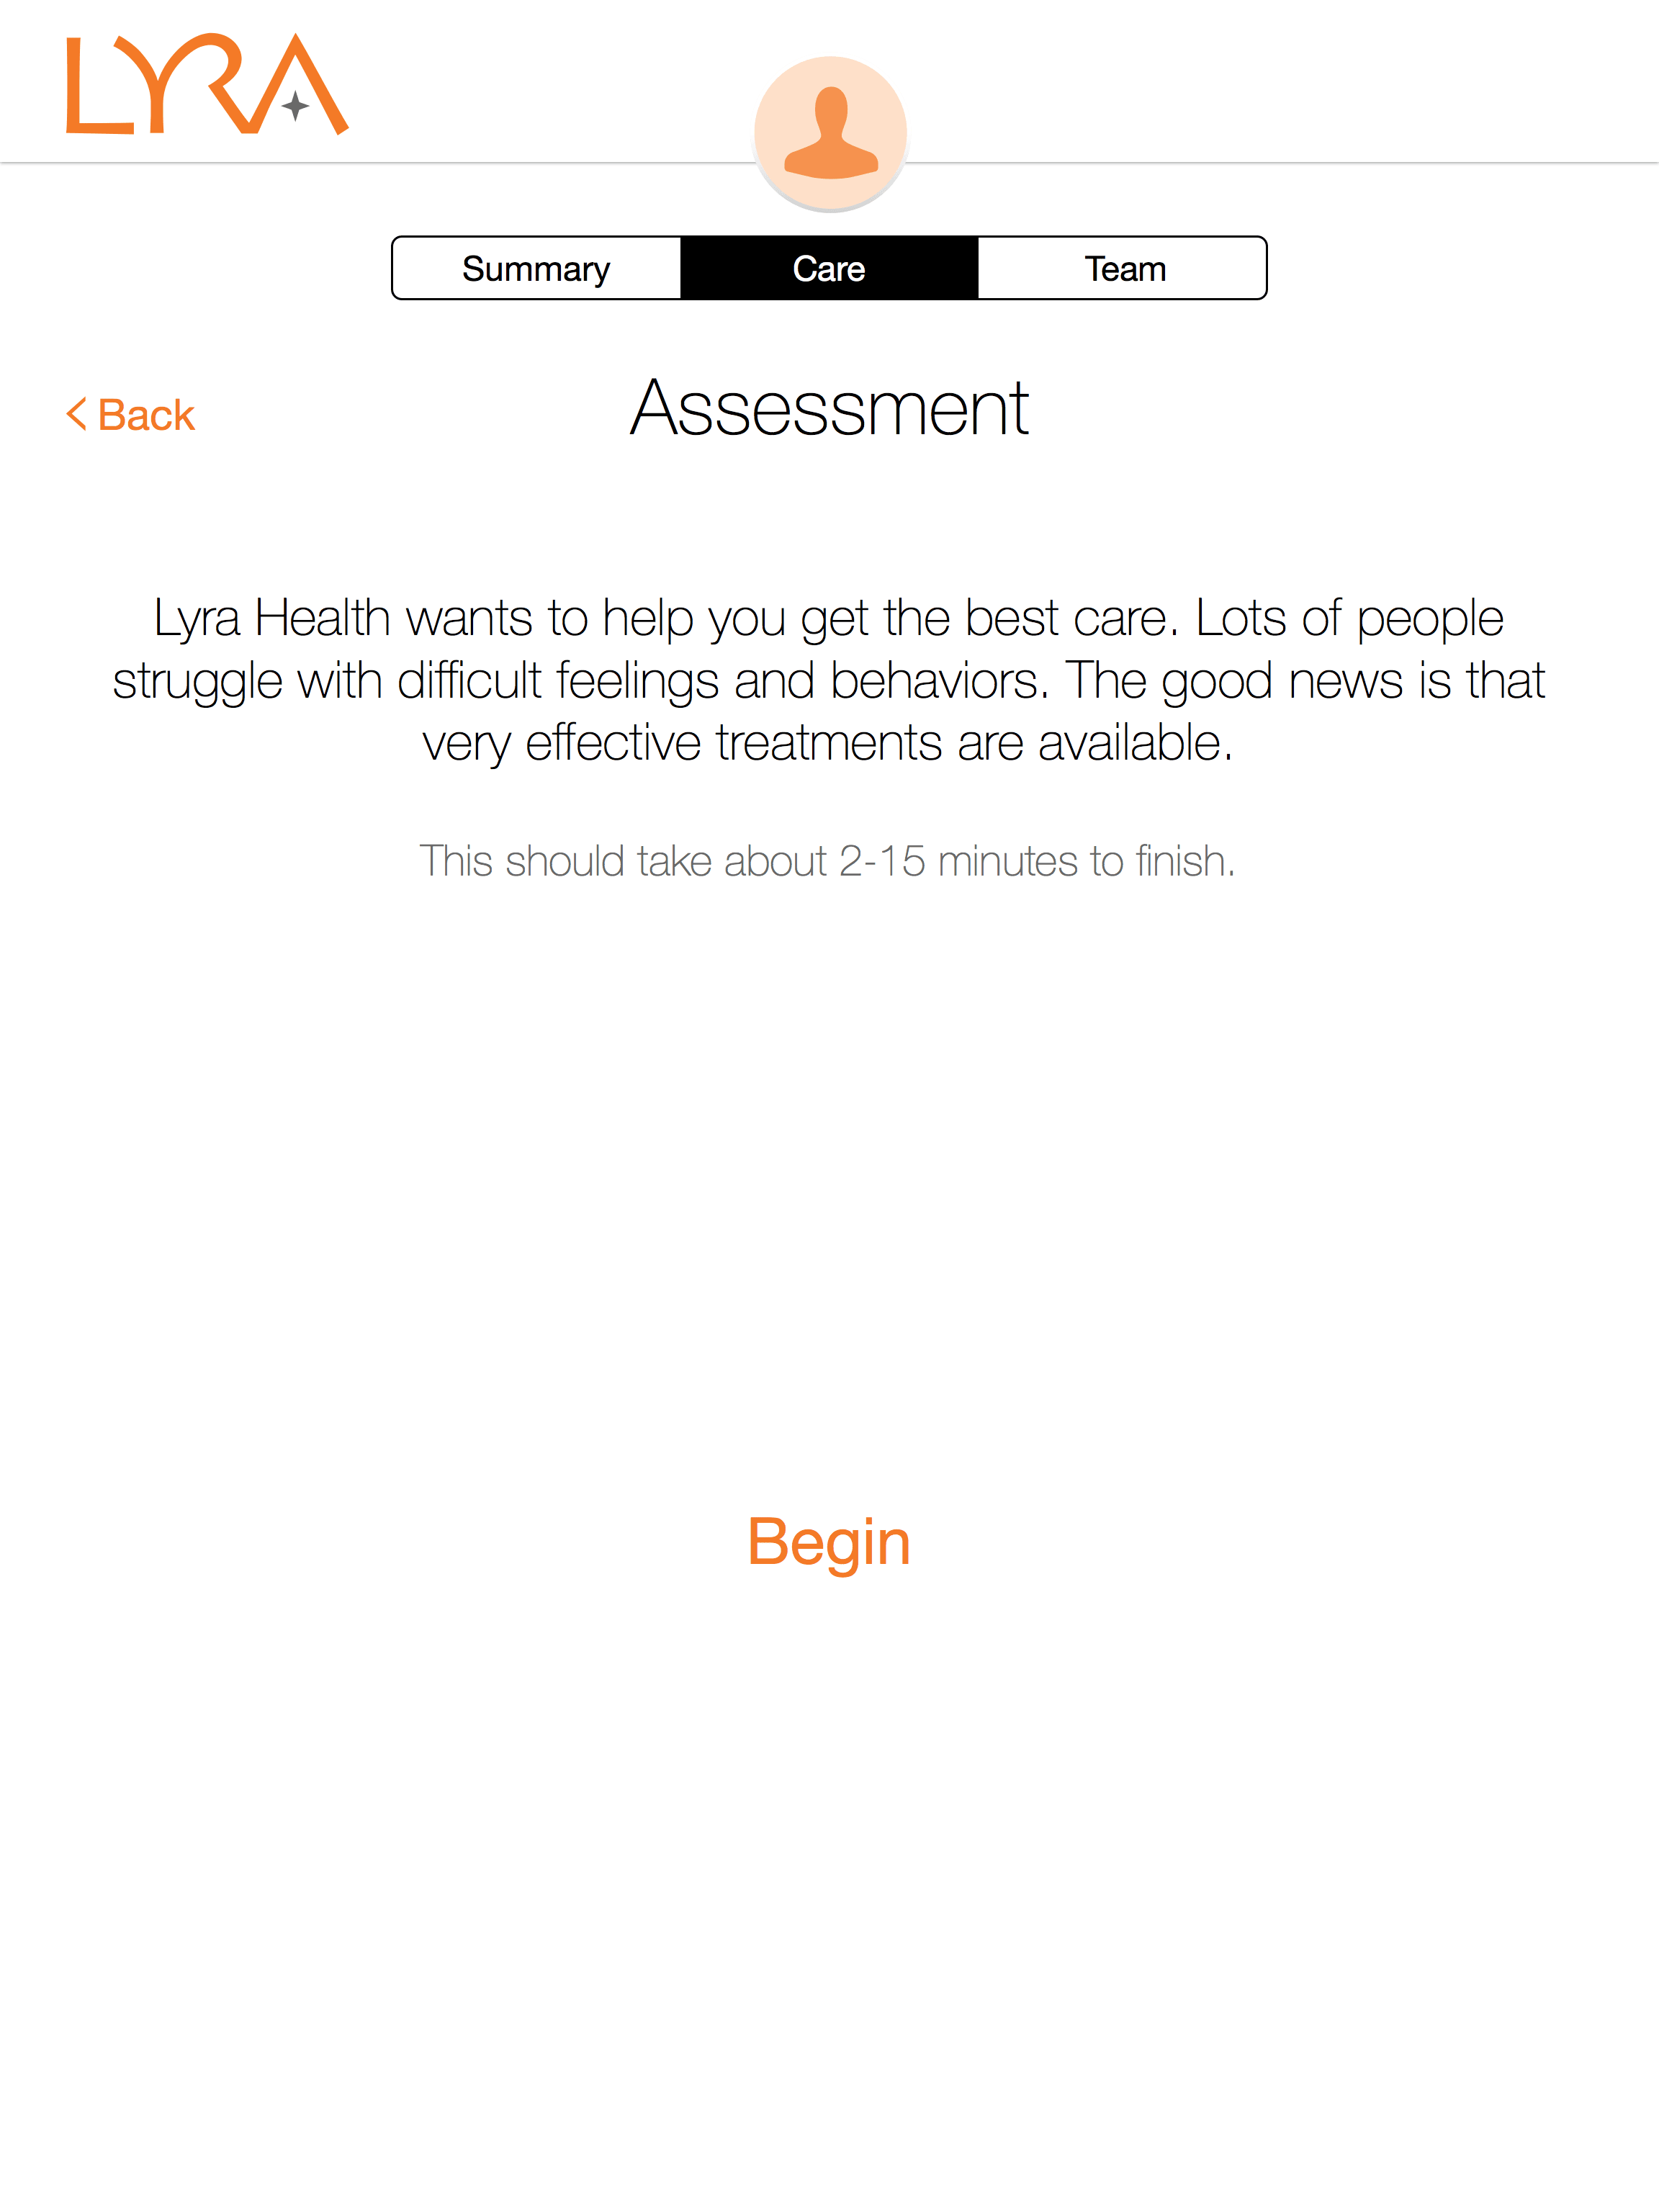 LYRA
Summary
Care
Team
Back
Assessment
Lyra Health wants to help you get the best care. Lots of people
struggle with difficult feelings and behaviors. The good news is that
very effective treatments are available.
This should take about 2-15 minutes to finish.
Begin